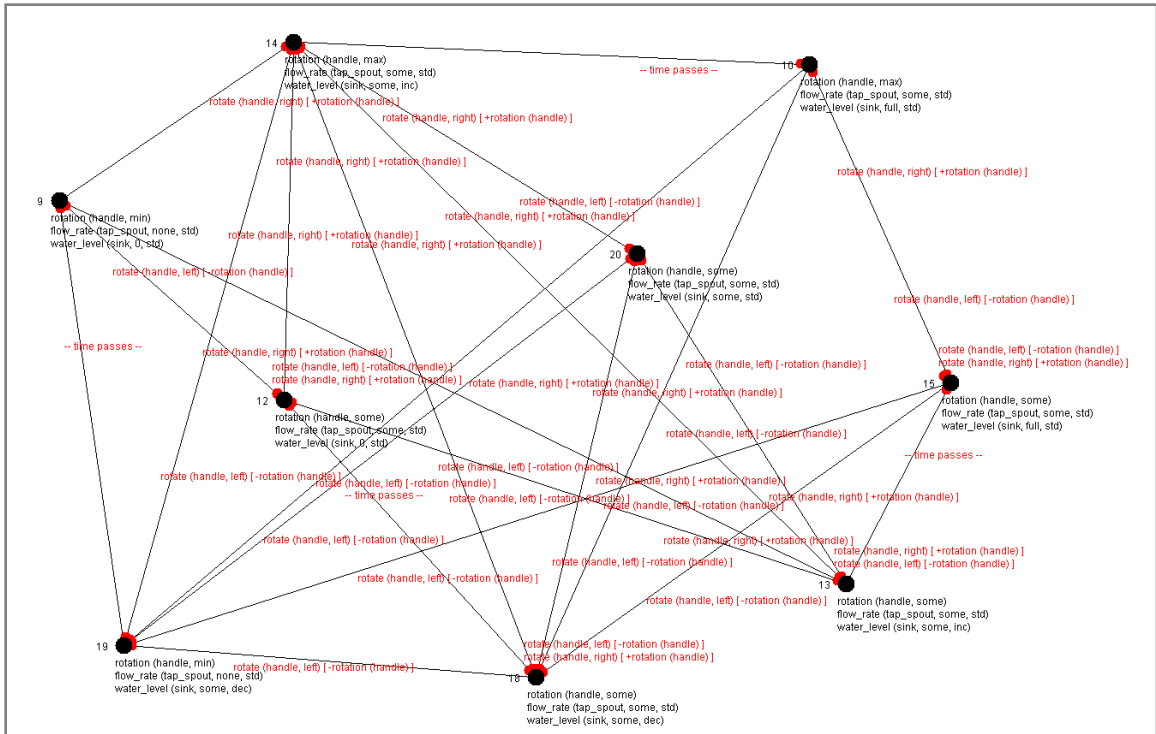 14
rotation (handle, max)
flow_rate (tap_spout, some, std)
water_level (sink, some, inc)
10
rotation (handle, max)
flow_rate (tap_spout, some, std)
water_level (sink, full, std)
-- time passes --
rotate (handle, right) [ +rotation (handle) ]
rotate (handle, right) [ +rotation (handle) ]
rotate (handle, right) [ +rotation (handle) ]
rotate (handle, right) [ +rotation (handle) ]
9
rotation (handle, min)
flow_rate (tap_spout, none, std)
water_level (sink, 0, std)
rotate (handle, left) [ -rotation (handle) ]
rotate (handle, right) [ +rotation (handle) ]
rotate (handle, right) [ +rotation (handle) ]
rotate (handle, right) [ +rotation (handle) ]
20
rotation (handle, some)
flow_rate (tap_spout, some, std)
water_level (sink, some, std)
rotate (handle, left) [ -rotation (handle) ]
rotate (handle, left) [ -rotation (handle) ]
-- time passes --
rotate (handle, right) [ +rotation (handle) ]
rotate (handle, left) [ -rotation (handle) ]
rotate (handle, right) [ +rotation (handle) ]
12
rotation (handle, some)
flow_rate (tap_spout, some, std)
water_level (sink, 0, std)
rotate (handle, left) [ -rotation (handle) ]
rotate (handle, right) [ +rotation (handle) ]
rotate (handle, right) [ +rotation (handle) ]
rotate (handle, left) [ -rotation (handle) ]
rotate (handle, right) [ +rotation (handle) ]
15
rotation (handle, some)
flow_rate (tap_spout, some, std)
water_level (sink, full, std)
rotate (handle, left) [ -rotation (handle) ]
-- time passes --
rotate (handle, left) [ -rotation (handle) ]
rotate (handle, left) [ -rotation (handle) ]
rotate (handle, left) [ -rotation (handle) ]
rotate (handle, right) [ +rotation (handle) ]
-- time passes --
rotate (handle, left) [ -rotation (handle) ]
rotate (handle, left) [ -rotation (handle) ]
rotate (handle, right) [ +rotation (handle) ]
rotate (handle, left) [ -rotation (handle) ]
rotate (handle, right) [ +rotation (handle) ]
rotate (handle, right) [ +rotation (handle) ]
rotate (handle, left) [ -rotation (handle) ]
rotate (handle, left) [ -rotation (handle) ]
rotate (handle, left) [ -rotation (handle) ]
13
rotation (handle, some)
flow_rate (tap_spout, some, std)
water_level (sink, some, inc)
rotate (handle, left) [ -rotation (handle) ]
19
rotation (handle, min)
flow_rate (tap_spout, none, std)
water_level (sink, some, dec)
rotate (handle, left) [ -rotation (handle) ]
rotate (handle, left) [ -rotation (handle) ]
rotate (handle, right) [ +rotation (handle) ]
18
rotation (handle, some)
flow_rate (tap_spout, some, std)
water_level (sink, some, dec)